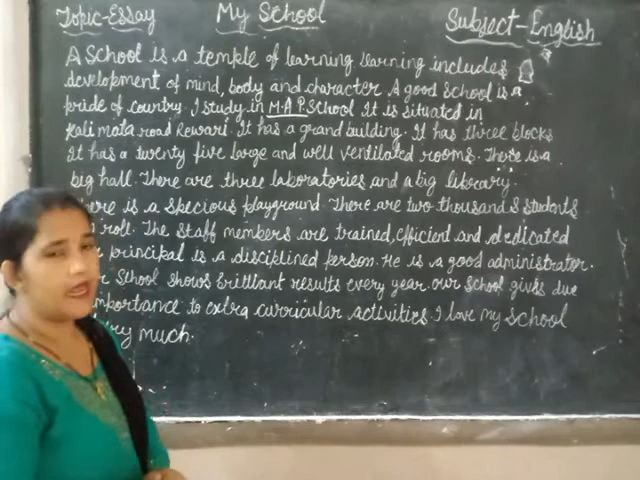 Topic-Essay My School Subject-English
A School is a temple of learning learning includes
development of mind, body and character A good School is a
pride of country. I study in M.A.P. School It is situated in
Kali mata road Rewari. It has a grand building. It has three blocks
It has a twenty five large and well ventilated rooms. There is a
big hall. There are three laboratories and a big library.
ere is a specious playground. There are two thousands students
roll. The staff members are trained, efficient and dedicated
principal is a disciplined person. He is a good administrator.
School shows brilliant results every year. our School gives due
mportance to extra curricular activities. I love my School
ry much.